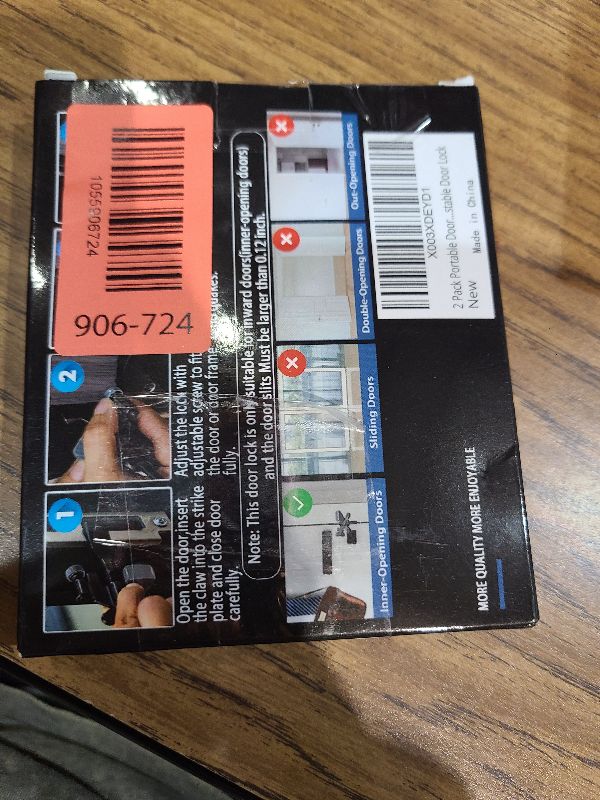 1
Open the door,insert
the claw into the strike
plate and close door
carefully.
2
Adjust the lock with
adjustable screw to fit
the door or door frame
fully.
quakes.
1055906724
906-724
Note: This door lock is only suitable for inward doors(inner-opening doors)
and the door slits Must be larger than 0.12 inch.
Inner-Opening Doors
Sliding Doors
Double-Opening Doors
Out-Opening Doors
X003XDEYD1
2 Pack Portable Door...stable Door Lock
New
Made in China
MORE QUALITY MORE ENJOYABLE